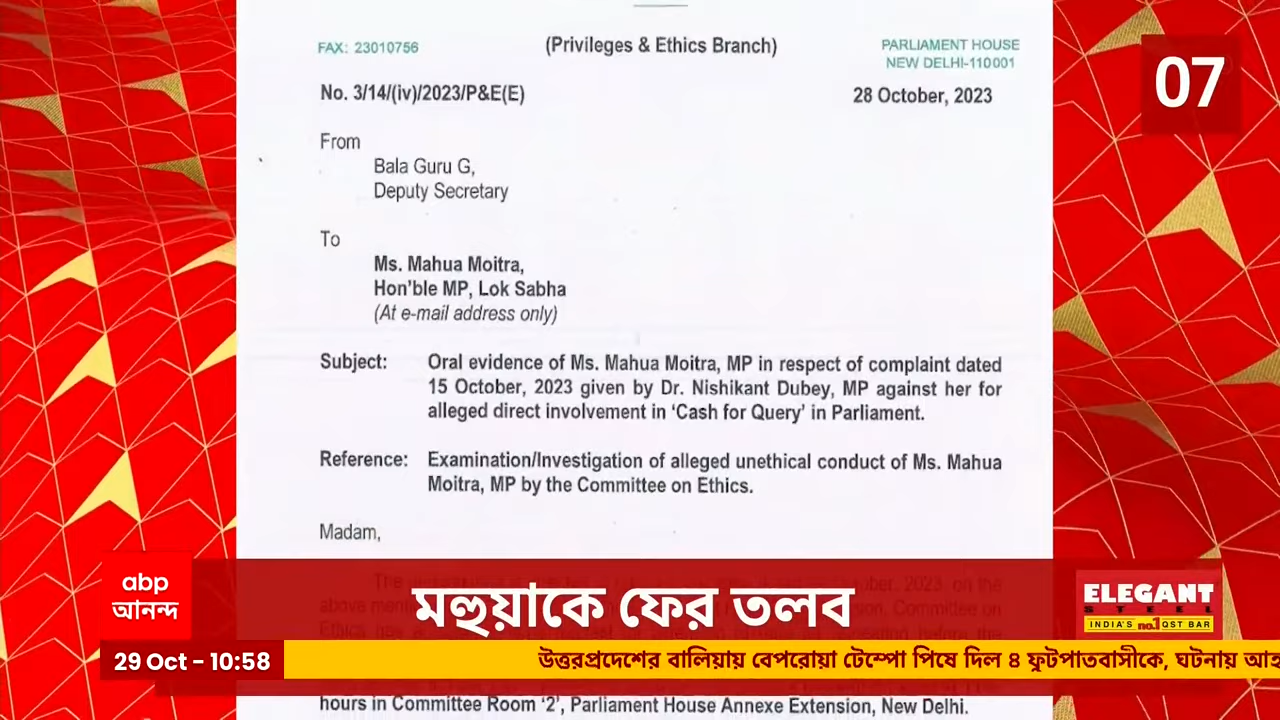 FAX: 23010756
(Privileges & Ethics Branch)
PARLIAMENT HOUSE
NEW DELHI-110001
07
No. 3/14/(iv)/2023/P&E(E)
28 October, 2023
From
Bala Guru G,
Deputy Secretary
To
Ms. Mahua Moitra,
Hon'ble MP, Lok Sabha
(At e-mail address only)
Subject: Oral evidence of Ms. Mahua Moitra, MP in respect of complaint dated
15 October, 2023 given by Dr. Nishikant Dubey, MP against her for
alleged direct involvement in 'Cash for Query' in Parliament.
Reference: Examination/Investigation of alleged unethical conduct of Ms. Mahua
Moitra, MP by the Committee on Ethics.
Madam,
abp
আনন্দ
মহুয়াকে ফের তলব
ELEGANT
STEEL
INDIA'S no.1 QST BAR
29 Oct - 10:58
উত্তরপ্রদেশের বালিয়ায় বেপরোয়া টেম্পো পিষে দিল ৪ ফুটপাতবাসীকে, ঘটনায়
hours in Committee Room '2', Parliament House Annexe Extension, New Delhi.